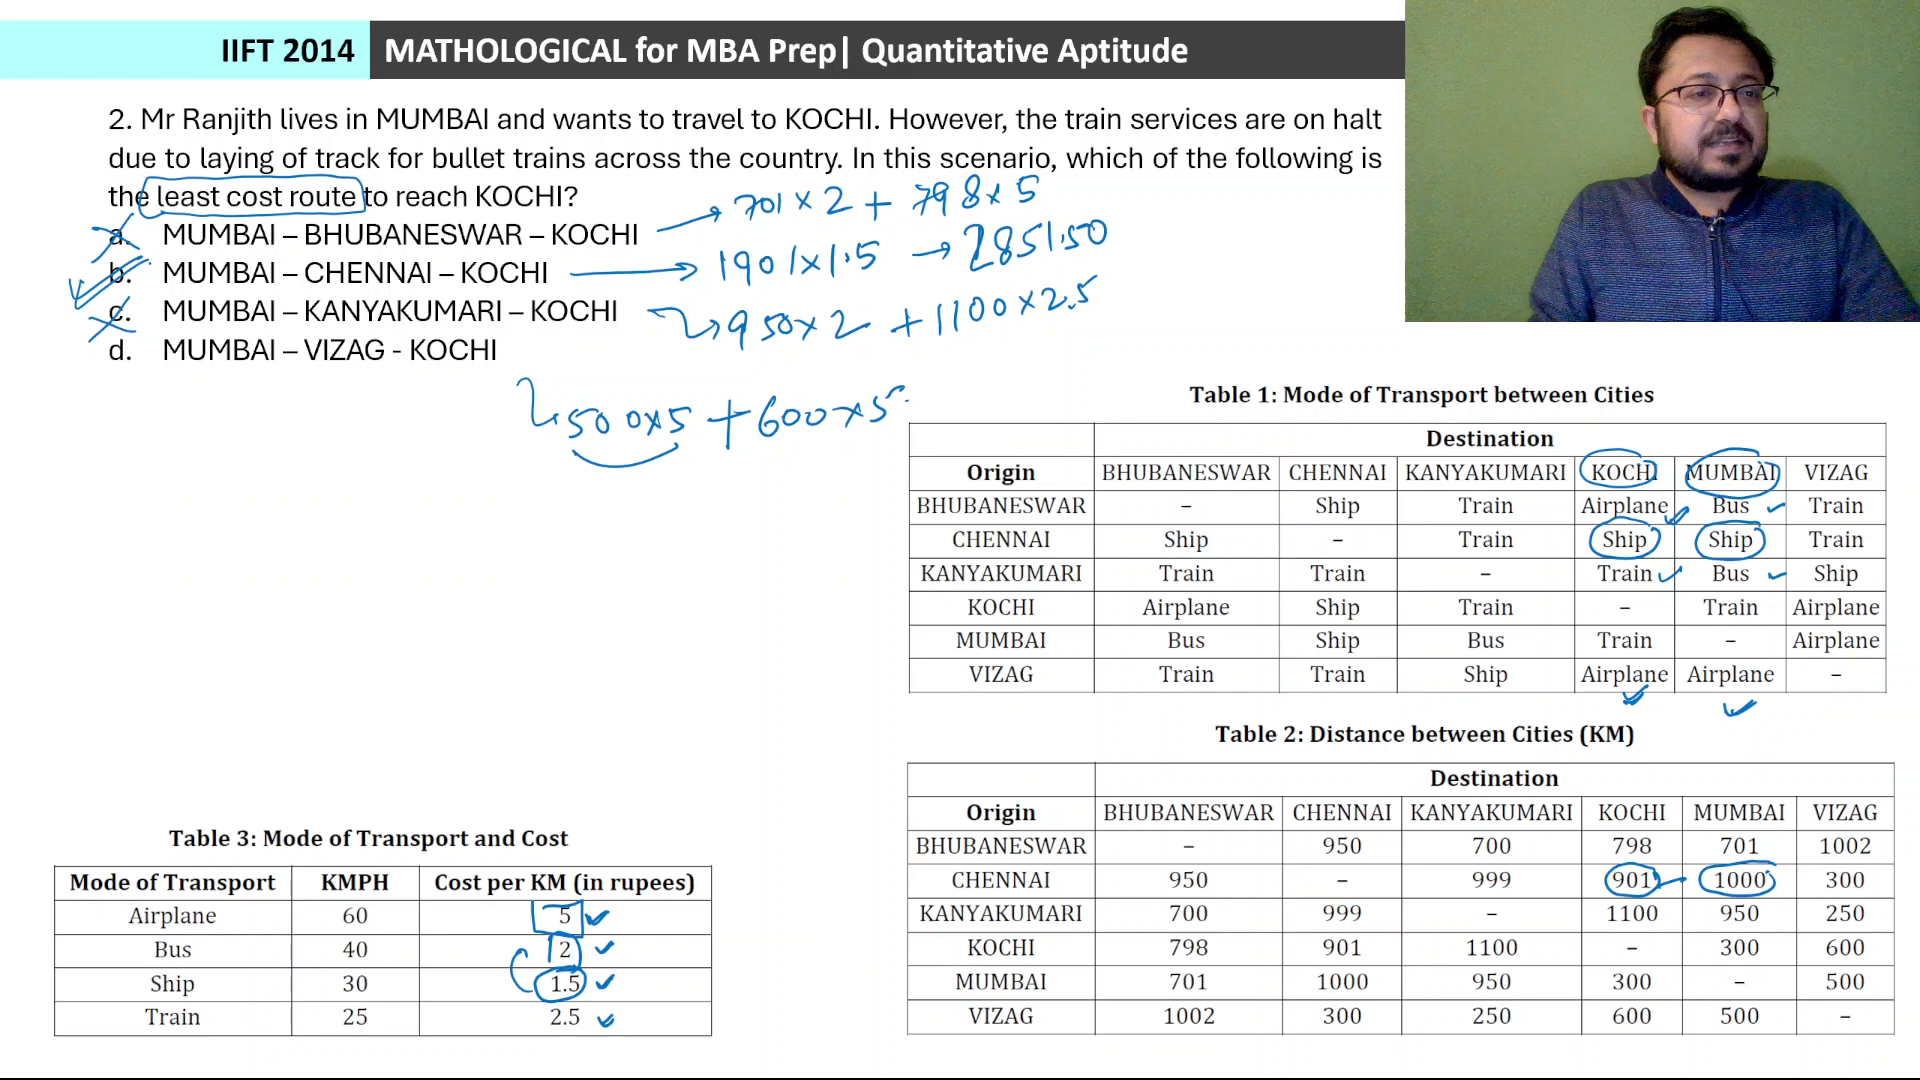 IIFT 2014
MATHOLOGICAL for MBA Prep| Quantitative Aptitude
2. Mr Ranjith lives in MUMBAI and wants to travel to KOCHI. However, the train services are on halt
due to laying of track for bullet trains across the country. In this scenario, which of the following is
the least cost route to reach KOCHI?
a. MUMBAI – BHUBANESWAR – KOCHI
701 x 2 + 798 x 5
b. MUMBAI – CHENNAI – KOCHI
1901 x 1.5 → 2851.50
c. MUMBAI – KANYAKUMARI – KOCHI
950 x 2 + 1100 x 2.5
d. MUMBAI – VIZAG - KOCHI
500 x 5 + 600 x 5
Table 1: Mode of Transport between Cities
Destination
Origin BHUBANESWAR CHENNAI KANYAKUMARI KOCHI MUMBAI VIZAG
BHUBANESWAR – Ship Train Airplane Bus Train
CHENNAI Ship – Train Ship Ship Train
KANYAKUMARI Train Train – Train Bus Ship
KOCHI Airplane Ship Train – Train Airplane
MUMBAI Bus Ship Bus Train – Airplane
VIZAG Train Train Ship Airplane Airplane –
Table 2: Distance between Cities (KM)
Destination
Origin BHUBANESWAR CHENNAI KANYAKUMARI KOCHI MUMBAI VIZAG
BHUBANESWAR – 950 700 798 701 1002
CHENNAI 950 – 999 901 1000 300
KANYAKUMARI 700 999 – 1100 950 250
KOCHI 798 901 1100 – 300 600
MUMBAI 701 1000 950 300 – 500
VIZAG 1002 300 250 600 500 –
Table 3: Mode of Transport and Cost
Mode of Transport KMPH Cost per KM (in rupees)
Airplane 60 5
Bus 40 2
Ship 30 1.5
Train 25 2.5